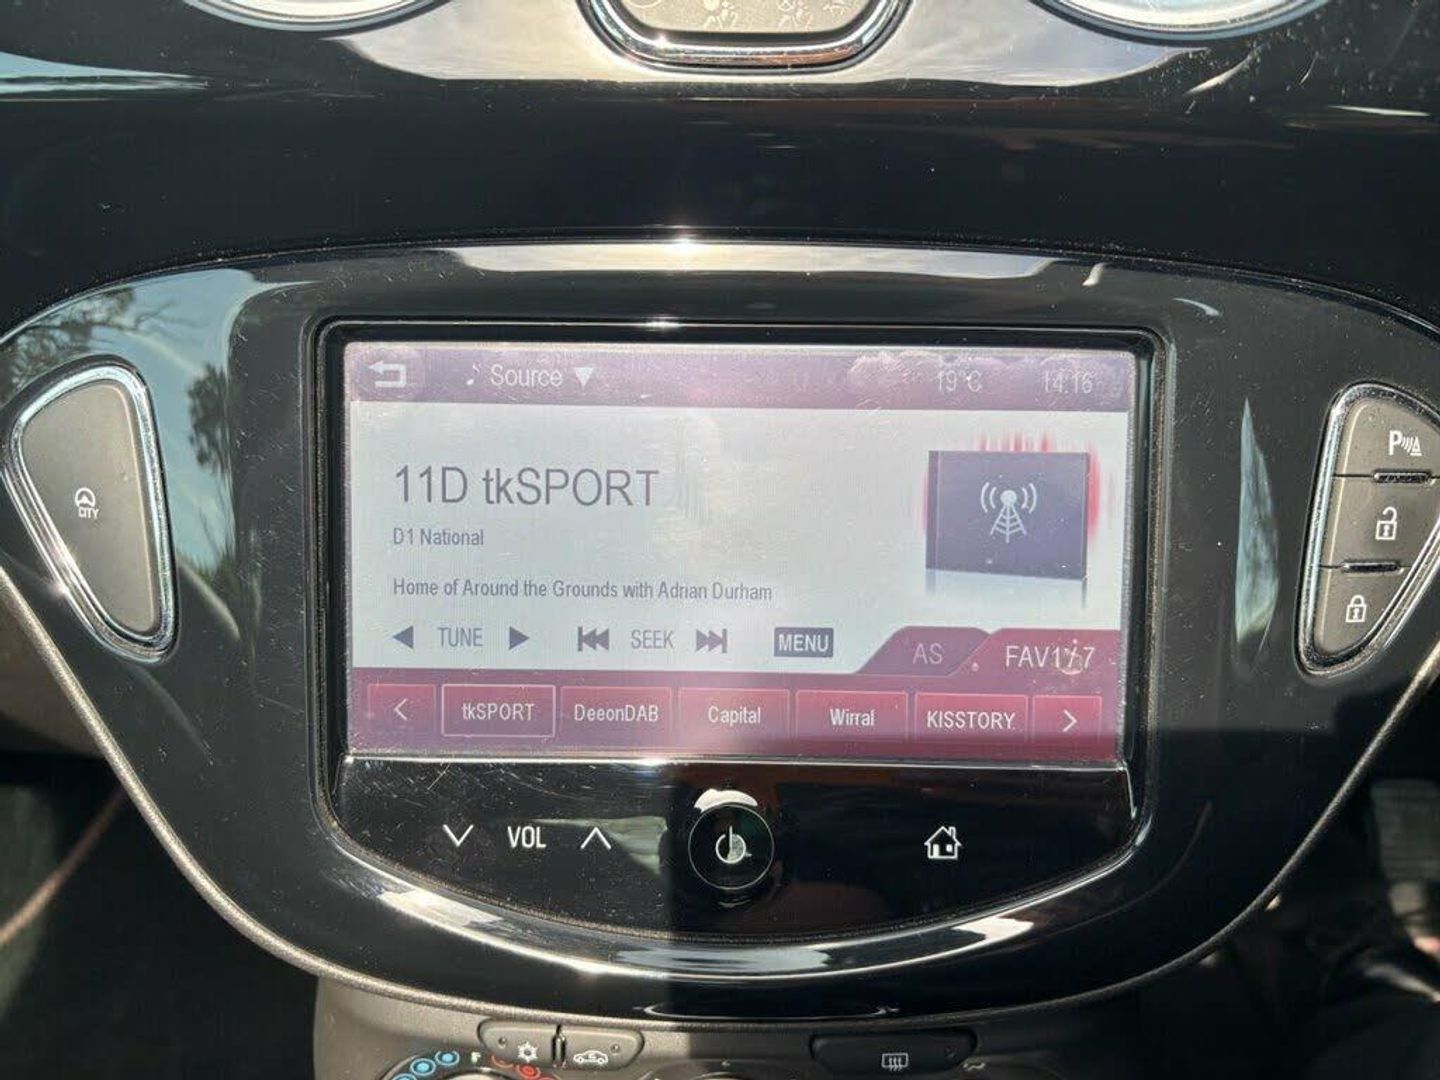 Source 19°C 14:16
11D tkSPORT
D1 National
Home of Around the Grounds with Adrian Durham
TUNE SEEK MENU AS FAV1/7
tkSPORT DeeonDAB Capital Wirral KISSTORY
VOL
CITY
P
F